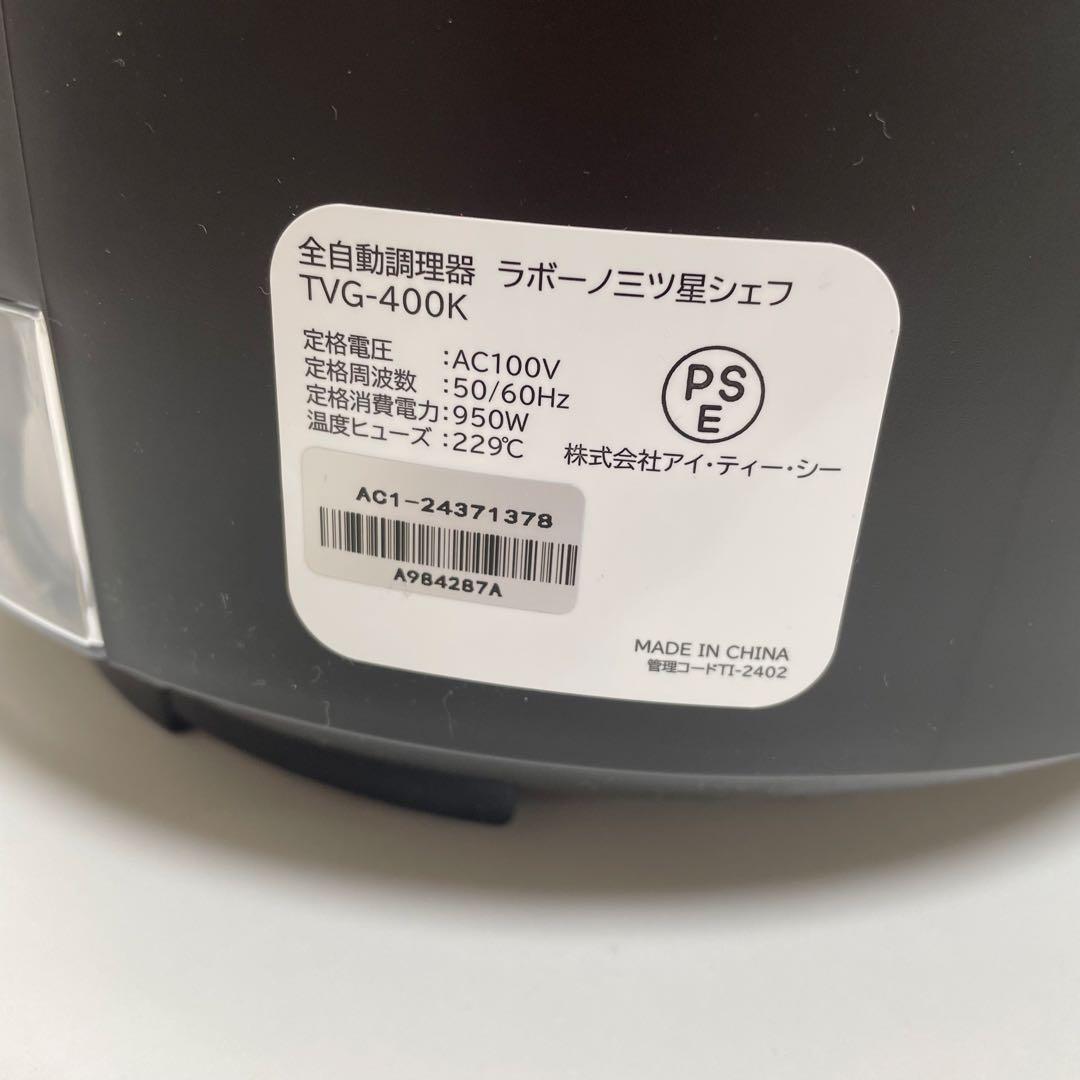 全自動調理器 ラボーノ三ツ星シェフ
TVG-400K
定格電圧 :AC100V
定格周波数 :50/60Hz
定格消費電力:950W
温度ヒューズ :229℃
PS
E
株式会社アイ・ティー・シー
AC1-24371378
A984287A
MADE IN CHINA
管理コードTI-2402